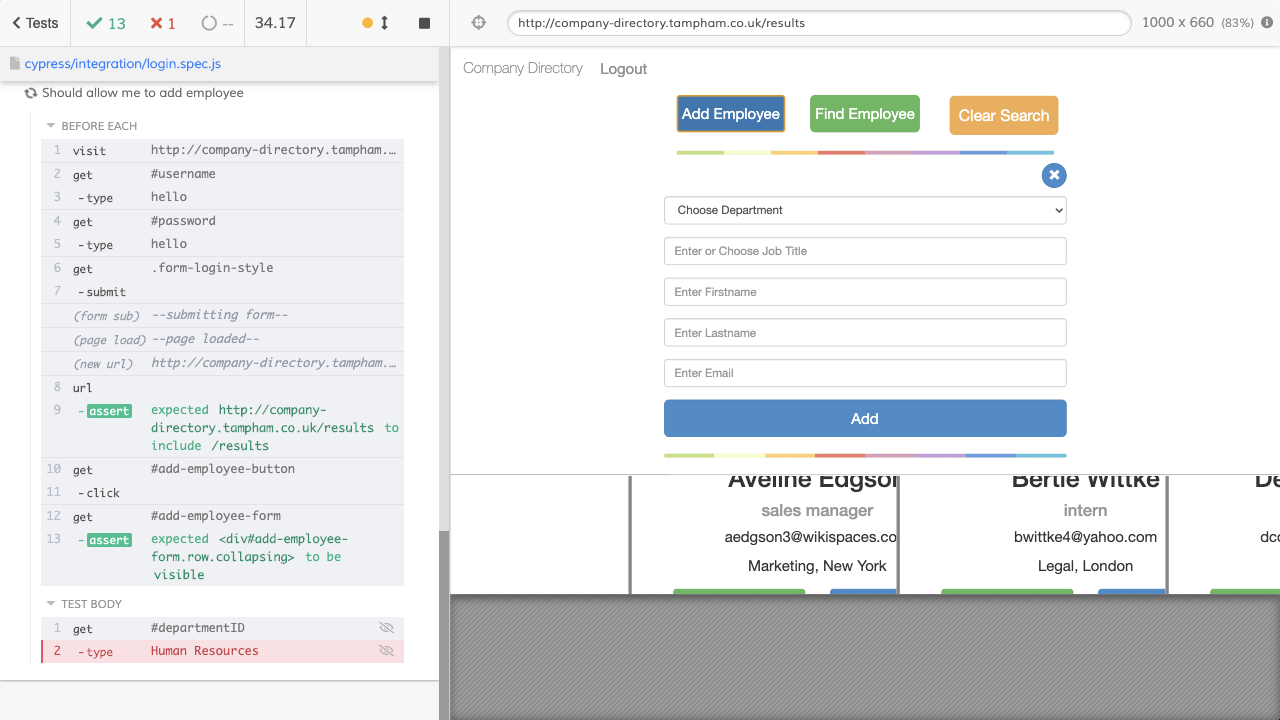 Tests
13
1
--
34.17
cypress/integration/login.spec.js
Should allow me to add employee
BEFORE EACH
1 visit http://company-directory.tampham.…
2 get #username
3 -type hello
4 get #password
5 -type hello
6 get .form-login-style
7 -submit
(form sub) --submitting form--
(page load) --page loaded--
(new url) http://company-directory.tampham.…
8 url
9 -assert expected http://company-
directory.tampham.co.uk/results to
include /results
10 get #add-employee-button
11 -click
12 get #add-employee-form
13 -assert expected <div#add-employee-
form.row.collapsing> to be
visible
TEST BODY
1 get #departmentID
2 -type Human Resources
http://company-directory.tampham.co.uk/results
1000 x 660 (83%)
Company Directory Logout
Add Employee Find Employee Clear Search
Choose Department
Enter or Choose Job Title
Enter Firstname
Enter Lastname
Enter Email
Add
Aveline Edgsor Bertie Wittke De
sales manager intern
aedgson3@wikispaces.co bwittke4@yahoo.com dcc
Marketing, New York Legal, London